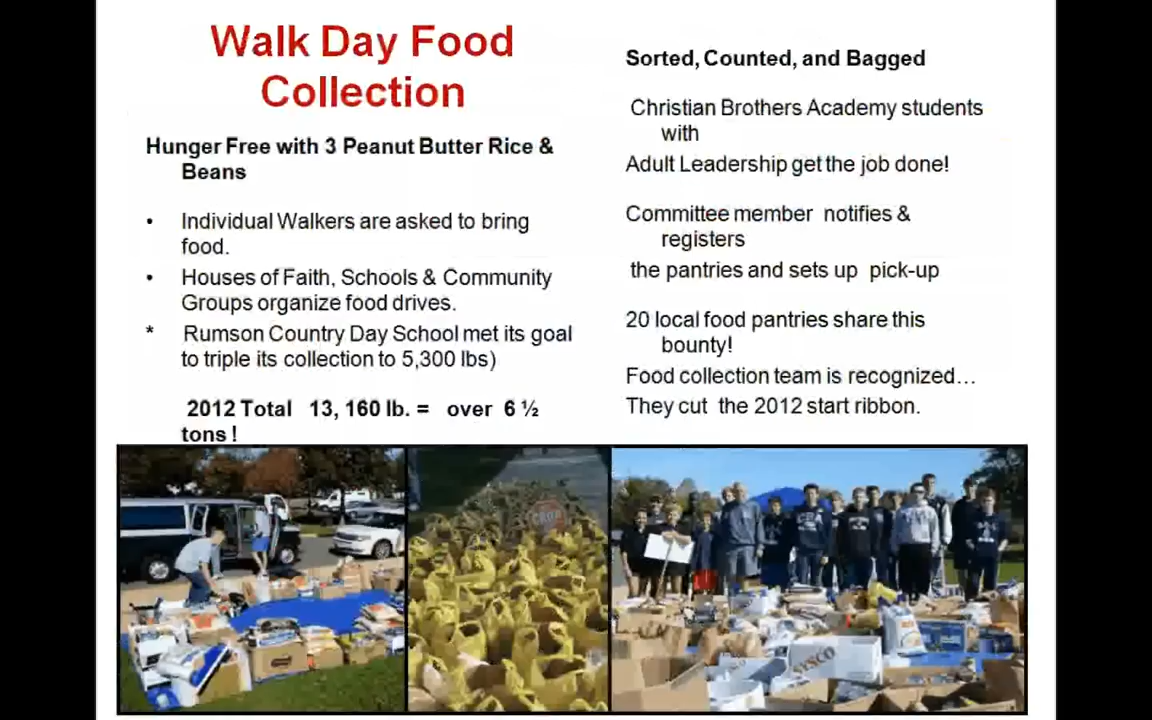 Walk Day Food
Collection
Hunger Free with 3 Peanut Butter Rice &
Beans
• Individual Walkers are asked to bring
food.
• Houses of Faith, Schools & Community
Groups organize food drives.
* Rumson Country Day School met its goal
to triple its collection to 5,300 lbs)
2012 Total 13, 160 lb. = over 6 ½
tons !
Sorted, Counted, and Bagged
Christian Brothers Academy students
with
Adult Leadership get the job done!
Committee member notifies &
registers
the pantries and sets up pick-up
20 local food pantries share this
bounty!
Food collection team is recognized…
They cut the 2012 start ribbon.
CROP
CBA
SYSCO